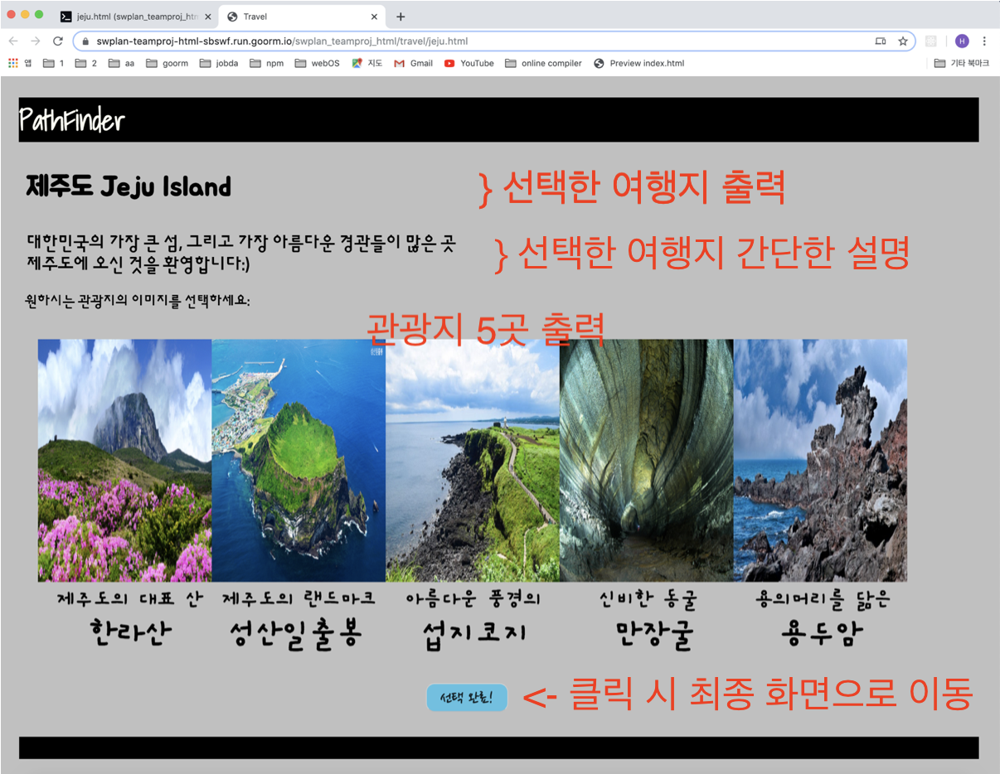 jeju.html (swplan_teamproj_htm
Travel
swplan-teamproj-html-sbswf.run.goorm.io/swplan_teamproj_html/travel/jeju.html
H
앱 1 2 aa goorm jobda npm webOS 지도 Gmail YouTube online compiler Preview index.html 기타 북마크
PathFinder
제주도 Jeju Island
} 선택한 여행지 출력
대한민국의 가장 큰 섬, 그리고 가장 아름다운 경관들이 많은 곳
제주도에 오신 것을 환영합니다:)
} 선택한 여행지 간단한 설명
원하시는 관광지의 이미지를 선택하세요:
관광지 5곳 출력
제주도의 대표 산
한라산
제주도의 랜드마크
성산일출봉
아름다운 풍경의
섭지코지
신비한 동굴
만장굴
용의머리를 닮은
용두암
선택 완료!
<- 클릭 시 최종 화면으로 이동